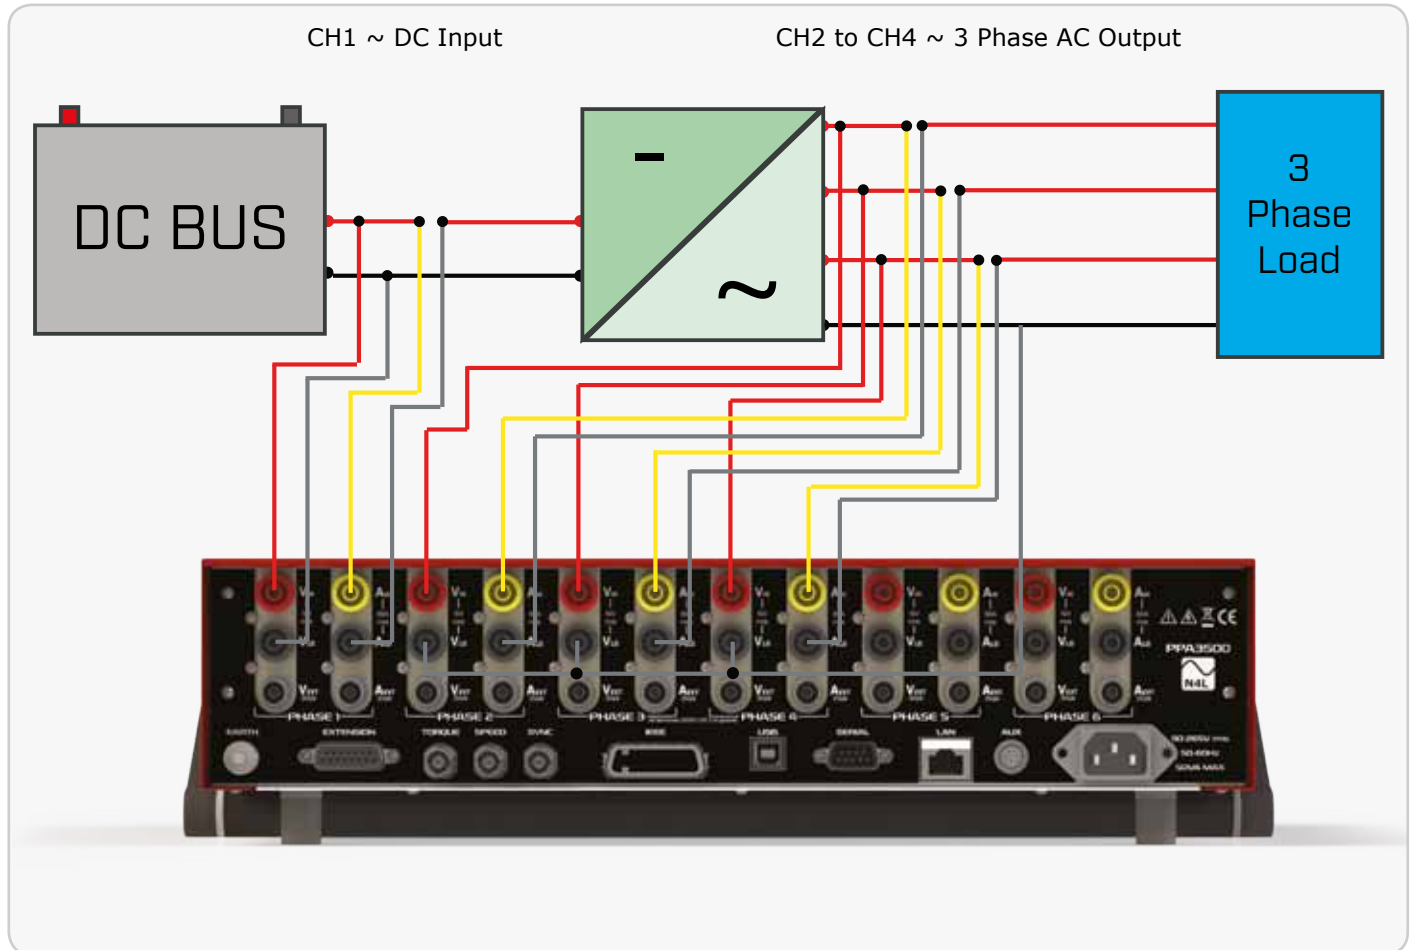 CH1 ~ DC Input
CH2 to CH4 ~ 3 Phase AC Output
DC BUS
-
~
3
Phase
Load
PPA3500
N4L
PHASE 1
PHASE 2
PHASE 3
PHASE 4
PHASE 5
PHASE 6
EARTH
EXTENSION
TORQUE
SPEED
SYNC
IEEE
USB
SERIAL
LAN
AUX